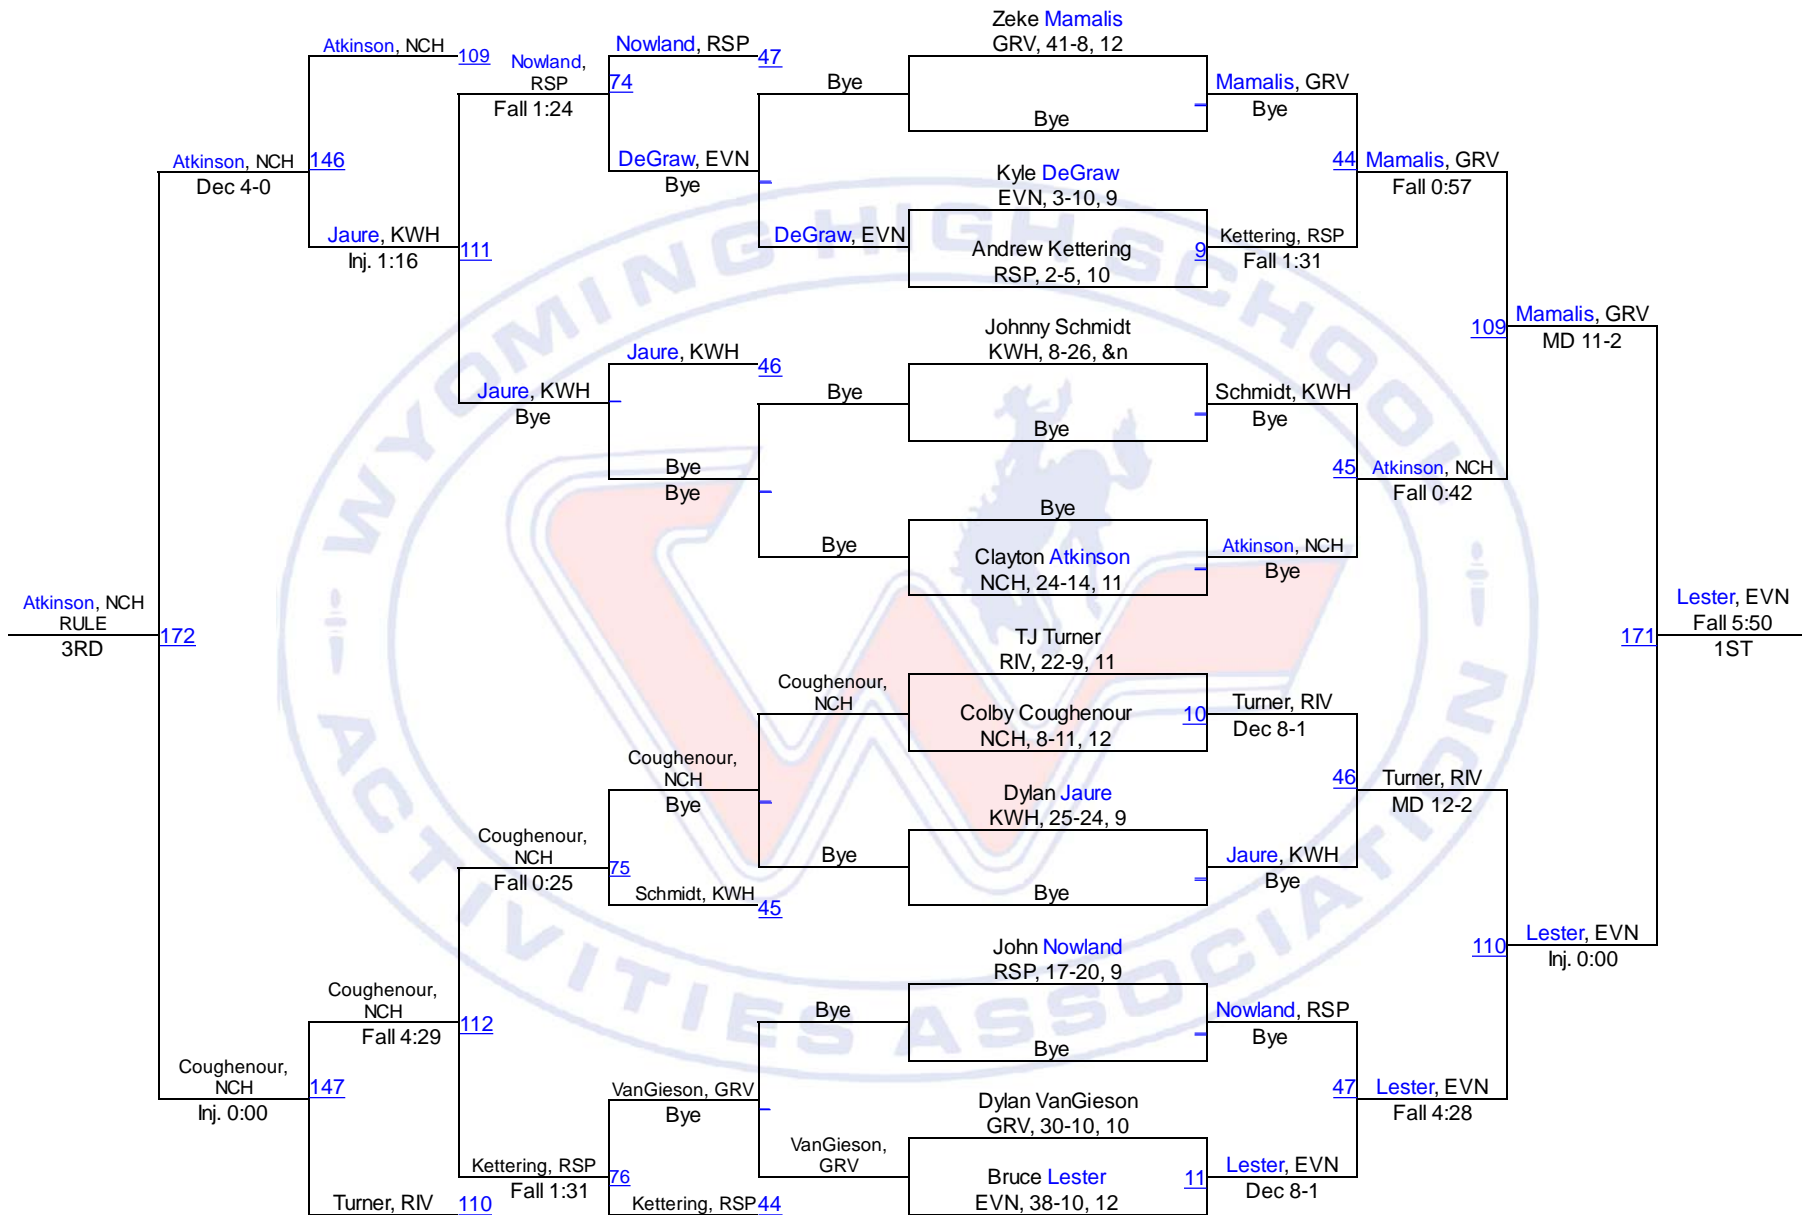 Zeke Mamalis
GRV, 41-8, 12
Bye
Kyle DeGraw
EVN, 3-10, 9
Andrew Kettering
RSP, 2-5, 10
9
Johnny Schmidt
KWH, 8-26, &n
Bye
Bye
Clayton Atkinson
NCH, 24-14, 11
TJ Turner
RIV, 22-9, 11
Colby Coughenour
NCH, 8-11, 12
10
Dylan Jaure
KWH, 25-24, 9
Bye
John Nowland
RSP, 17-20, 9
Bye
Dylan VanGieson
GRV, 30-10, 10
Bruce Lester
EVN, 38-10, 12
11
Mamalis, GRV
Bye
44
Kettering, RSP
Fall 1:31
Schmidt, KWH
Bye
45
Atkinson, NCH
Bye
Turner, RIV
Dec 8-1
46
Jaure, KWH
Bye
Nowland, RSP
Bye
47
Lester, EVN
Dec 8-1
Mamalis, GRV
Fall 0:57
109
Atkinson, NCH
Fall 0:42
Turner, RIV
MD 12-2
110
Lester, EVN
Fall 4:28
Mamalis, GRV
MD 11-2
171
Lester, EVN
Inj. 0:00
Lester, EVN
Fall 5:50
1ST
Bye
DeGraw, EVN
Bye
Bye
Coughenour,
NCH
Bye
Bye
VanGieson,
GRV
Nowland, RSP
47
74
DeGraw, EVN
Bye
Jaure, KWH
46
Bye
Bye
Coughenour,
NCH
Bye
75
Schmidt, KWH
45
VanGieson, GRV
Bye
76
Kettering, RSP
44
Nowland,
RSP
Fall 1:24
111
Jaure, KWH
Bye
Coughenour,
NCH
Fall 0:25
112
Kettering, RSP
Fall 1:31
Atkinson, NCH
109
146
Jaure, KWH
Inj. 1:16
Coughenour,
NCH
Fall 4:29
147
Turner, RIV
110
Atkinson, NCH
Dec 4-0
172
Coughenour,
NCH
Inj. 0:00
Atkinson, NCH
RULE
3RD
WYOMING HIGH SCHOOL
ACTIVITIES ASSOCIATION